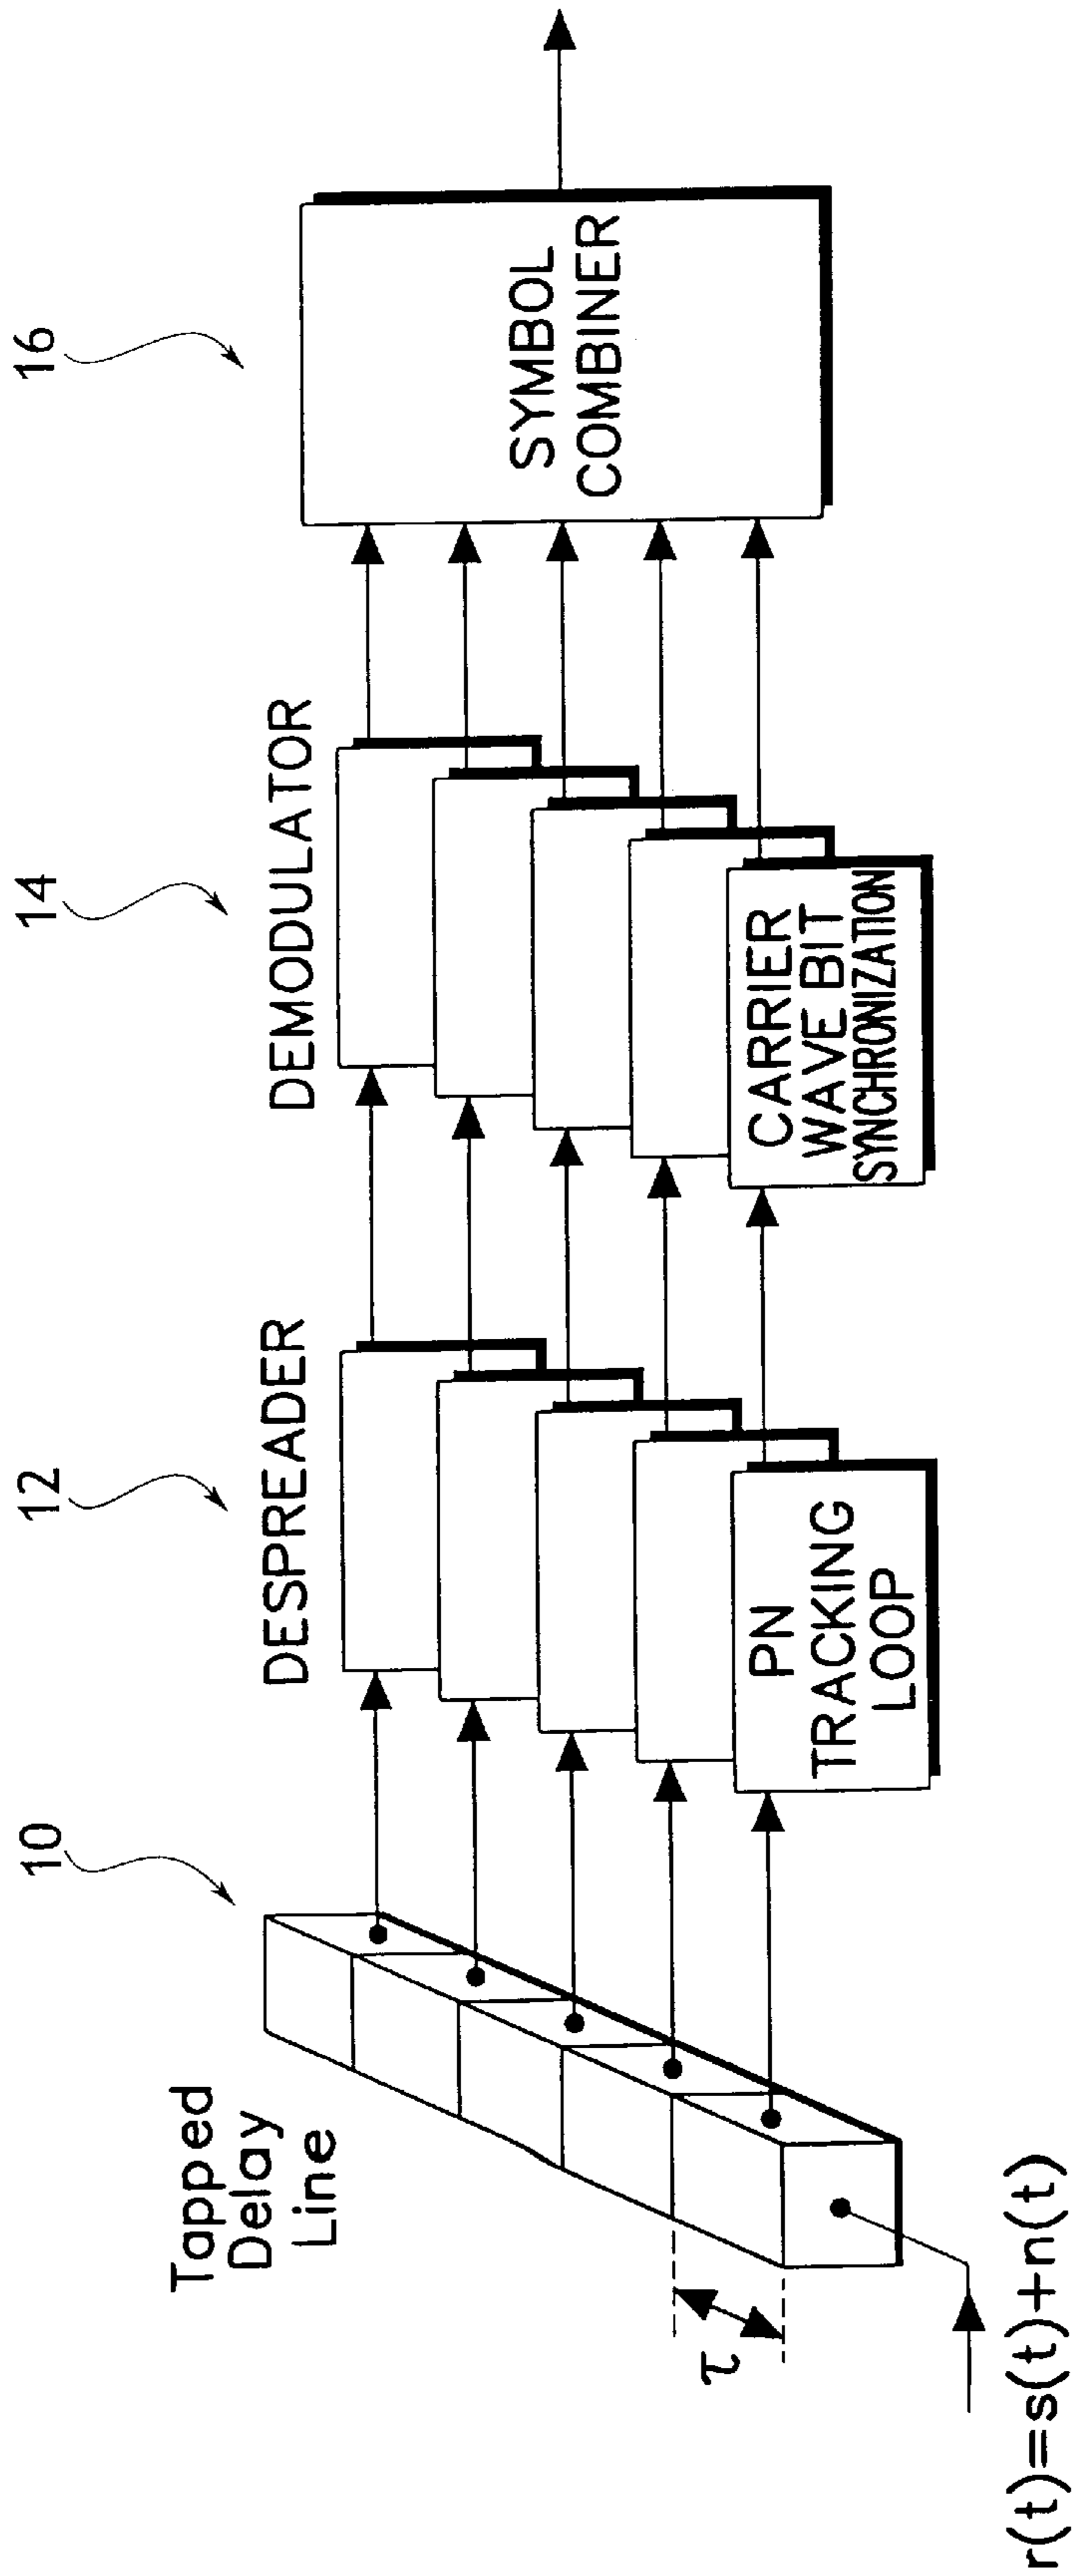 10
12
14
16
Tapped
Delay
Line
DESPREADER
DEMODULATOR
SYMBOL
COMBINER
PN
TRACKING
LOOP
CARRIER
WAVE BIT
SYNCHRONIZATION
τ
r(t)=s(t)+n(t)